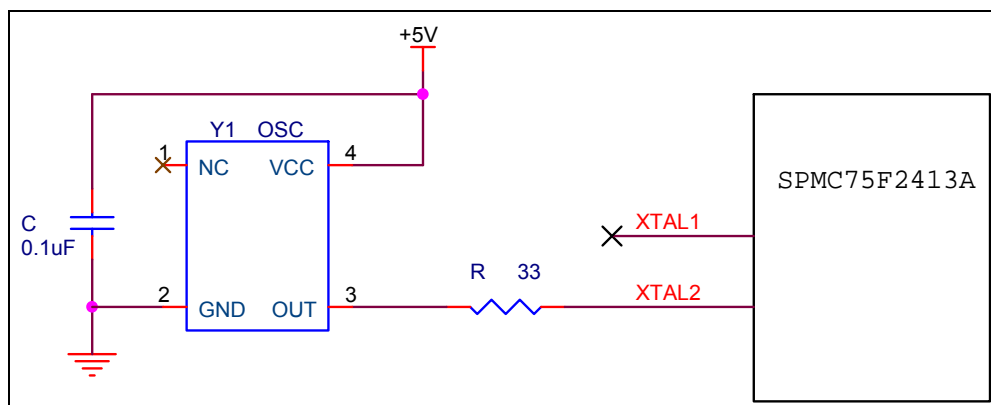 +5V
Y1 OSC
1
4
NC VCC
SPMC75F2413A
C
0.1uF
XTAL1
R 33
2
3
XTAL2
GND OUT